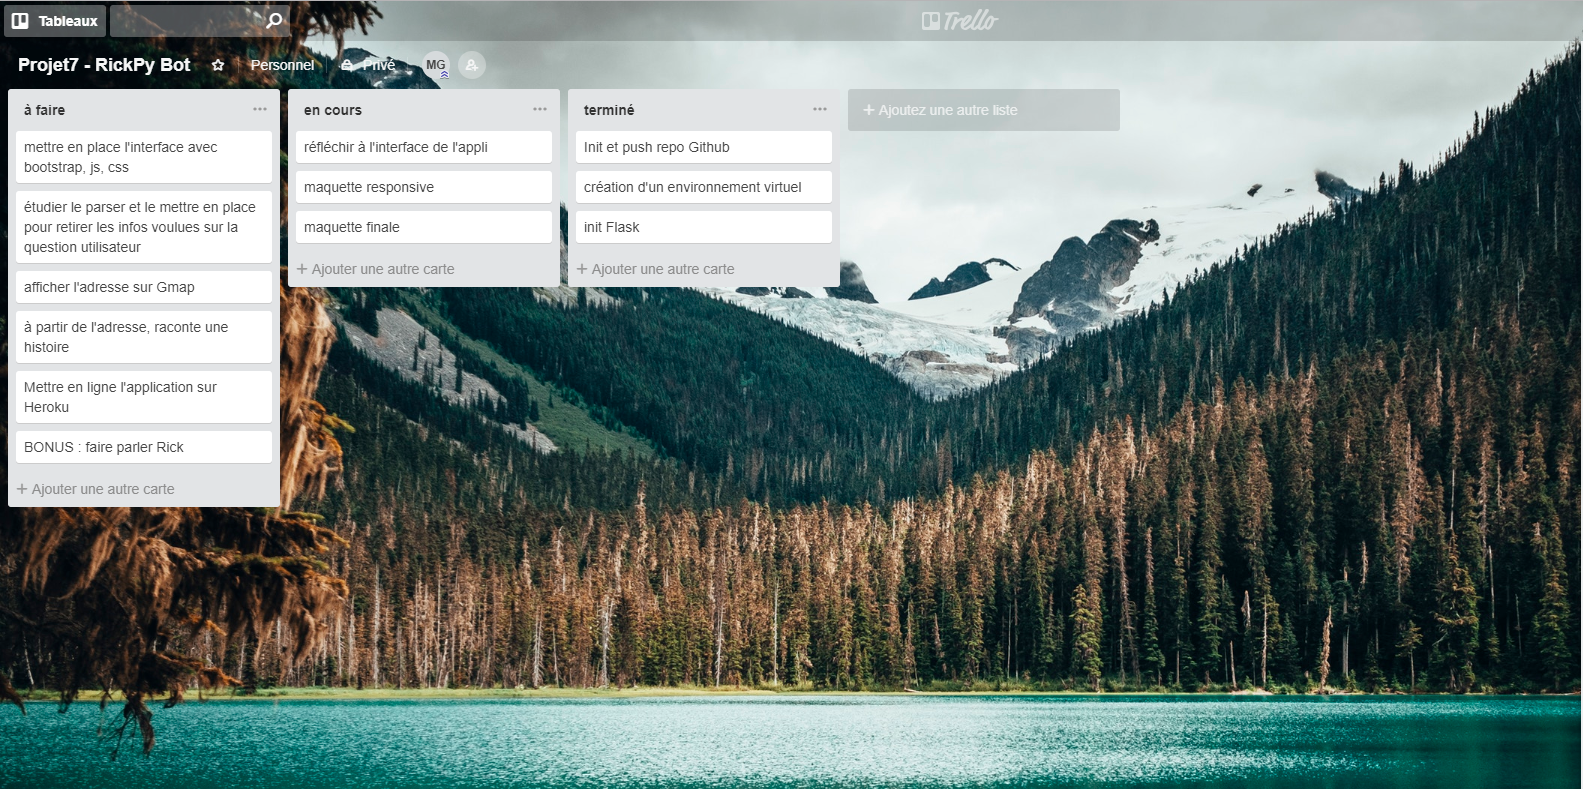 Tableaux
Trello
Projet7 - RickPy Bot
Personnel
Privé
MG
à faire
mettre en place l'interface avec
bootstrap, js, css
étudier le parser et le mettre en place
pour retirer les infos voulues sur la
question utilisateur
afficher l'adresse sur Gmap
à partir de l'adresse, raconte une
histoire
Mettre en ligne l'application sur
Heroku
BONUS : faire parler Rick
+ Ajouter une autre carte
en cours
réfléchir à l'interface de l'appli
maquette responsive
maquette finale
+ Ajouter une autre carte
terminé
Init et push repo Github
création d'un environnement virtuel
init Flask
+ Ajouter une autre carte
+ Ajoutez une autre liste